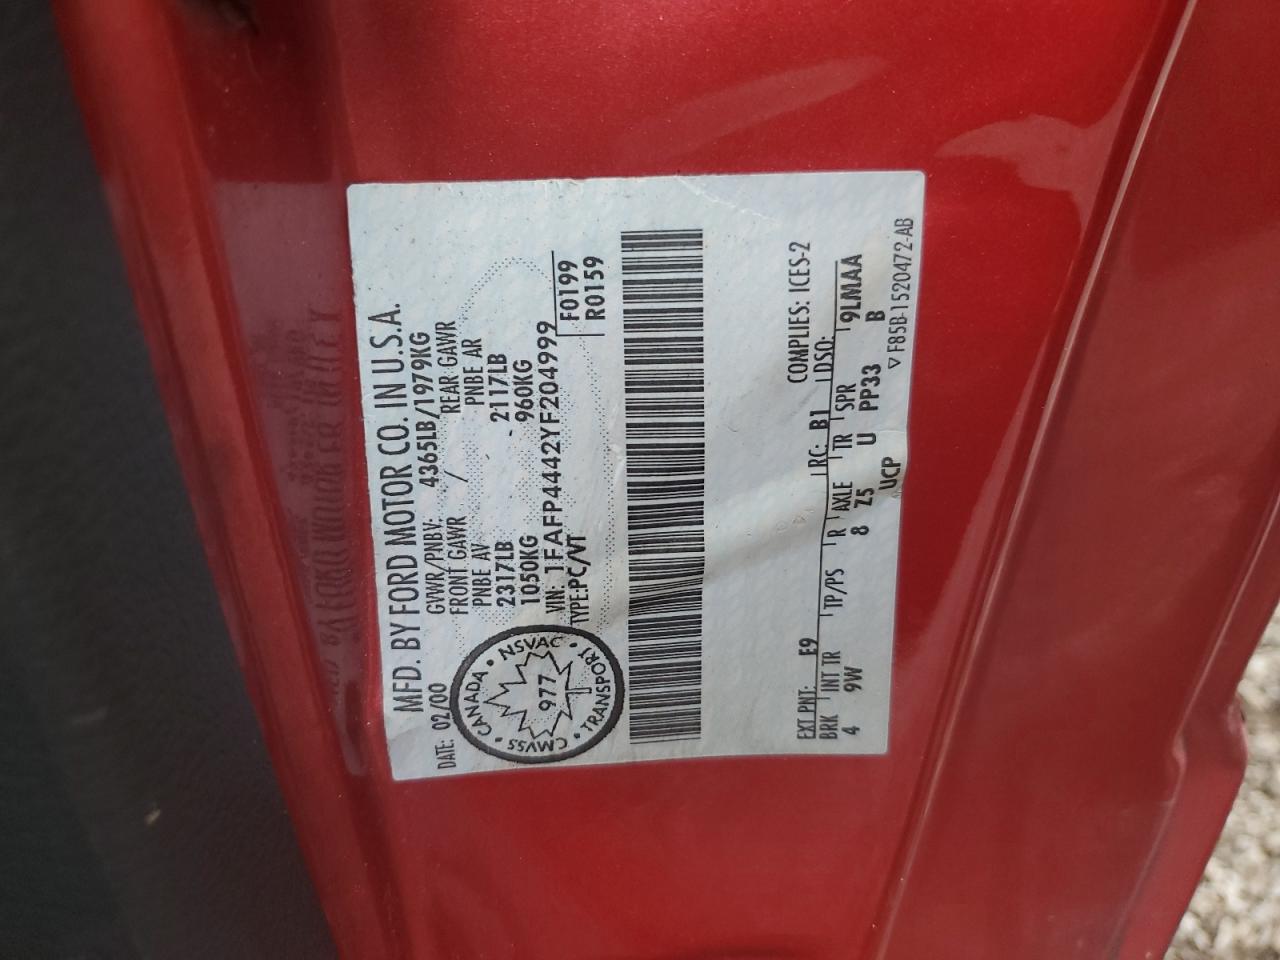 MFD. BY FORD MOTOR CO. IN U.S.A.
DATE: 02/00 GVWR/PNBV: 4365LB/1979KG
FRONT GAWR / REAR GAWR
PNBE AV PNBE AR
2317LB 2117LB
1050KG 960KG
VIN: 1FAFP4442YF204999
TYPE:PC/VT
F0199
R0159
CANADA • NSVAC • TRANSPORT • CMVSS •
977
COMPLIES: ICES-2
EXT PNT: E9 RC: B1 DSO:
BRK INT TR TP/PS R AXLE TR SPR 9LMAA
4 9W 8 Z5 U PP33 B
UCP
▽ F85B-1520472-AB